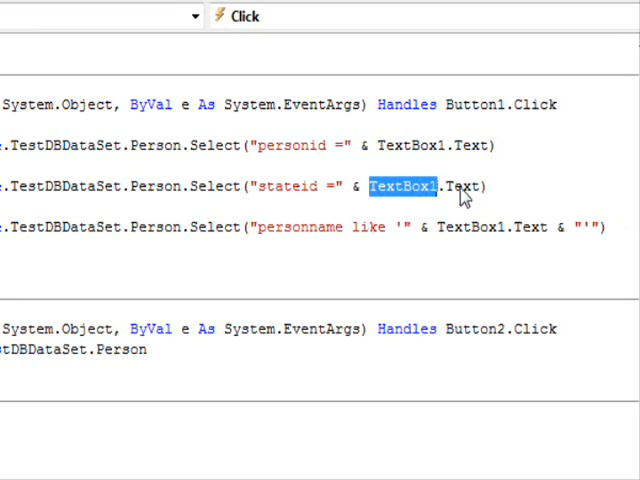 Click
System.Object, ByVal e As System.EventArgs) Handles Button1.Click
.TestDBDataSet.Person.Select("personid =" & TextBox1.Text)
.TestDBDataSet.Person.Select("stateid =" & TextBox1.Text)
.TestDBDataSet.Person.Select("personname like '" & TextBox1.Text & "'")
System.Object, ByVal e As System.EventArgs) Handles Button2.Click
stDBDataSet.Person